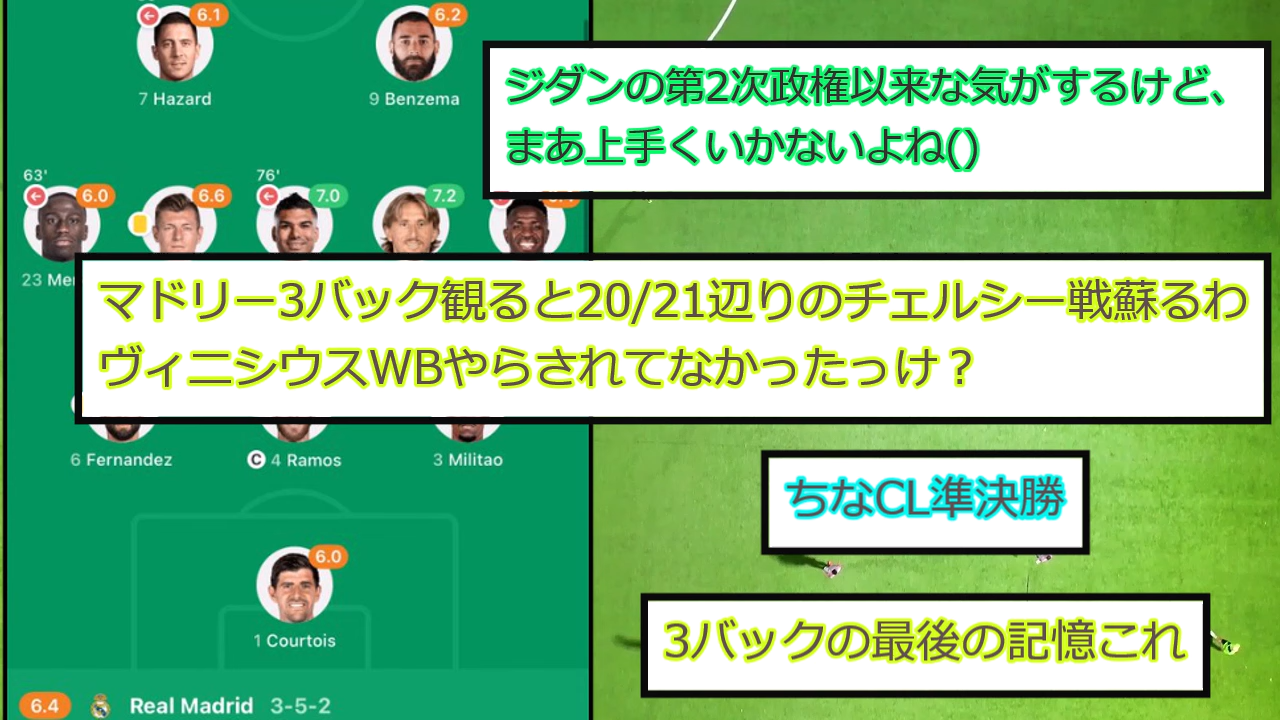 6.1
6.2
7 Hazard
9 Benzema
ジダンの第2次政権以来な気がするけど、
まあ上手くいかないよね()
63'
76'
6.0
6.6
7.0
7.2
23 Me
マドリー3バック観ると20/21辺りのチェルシー戦蘇るわ
ヴィニシウスWBやらされてなかったっけ？
6 Fernandez
C 4 Ramos
3 Militao
ちなCL準決勝
6.0
1 Courtois
3バックの最後の記憶これ
6.4 Real Madrid 3-5-2